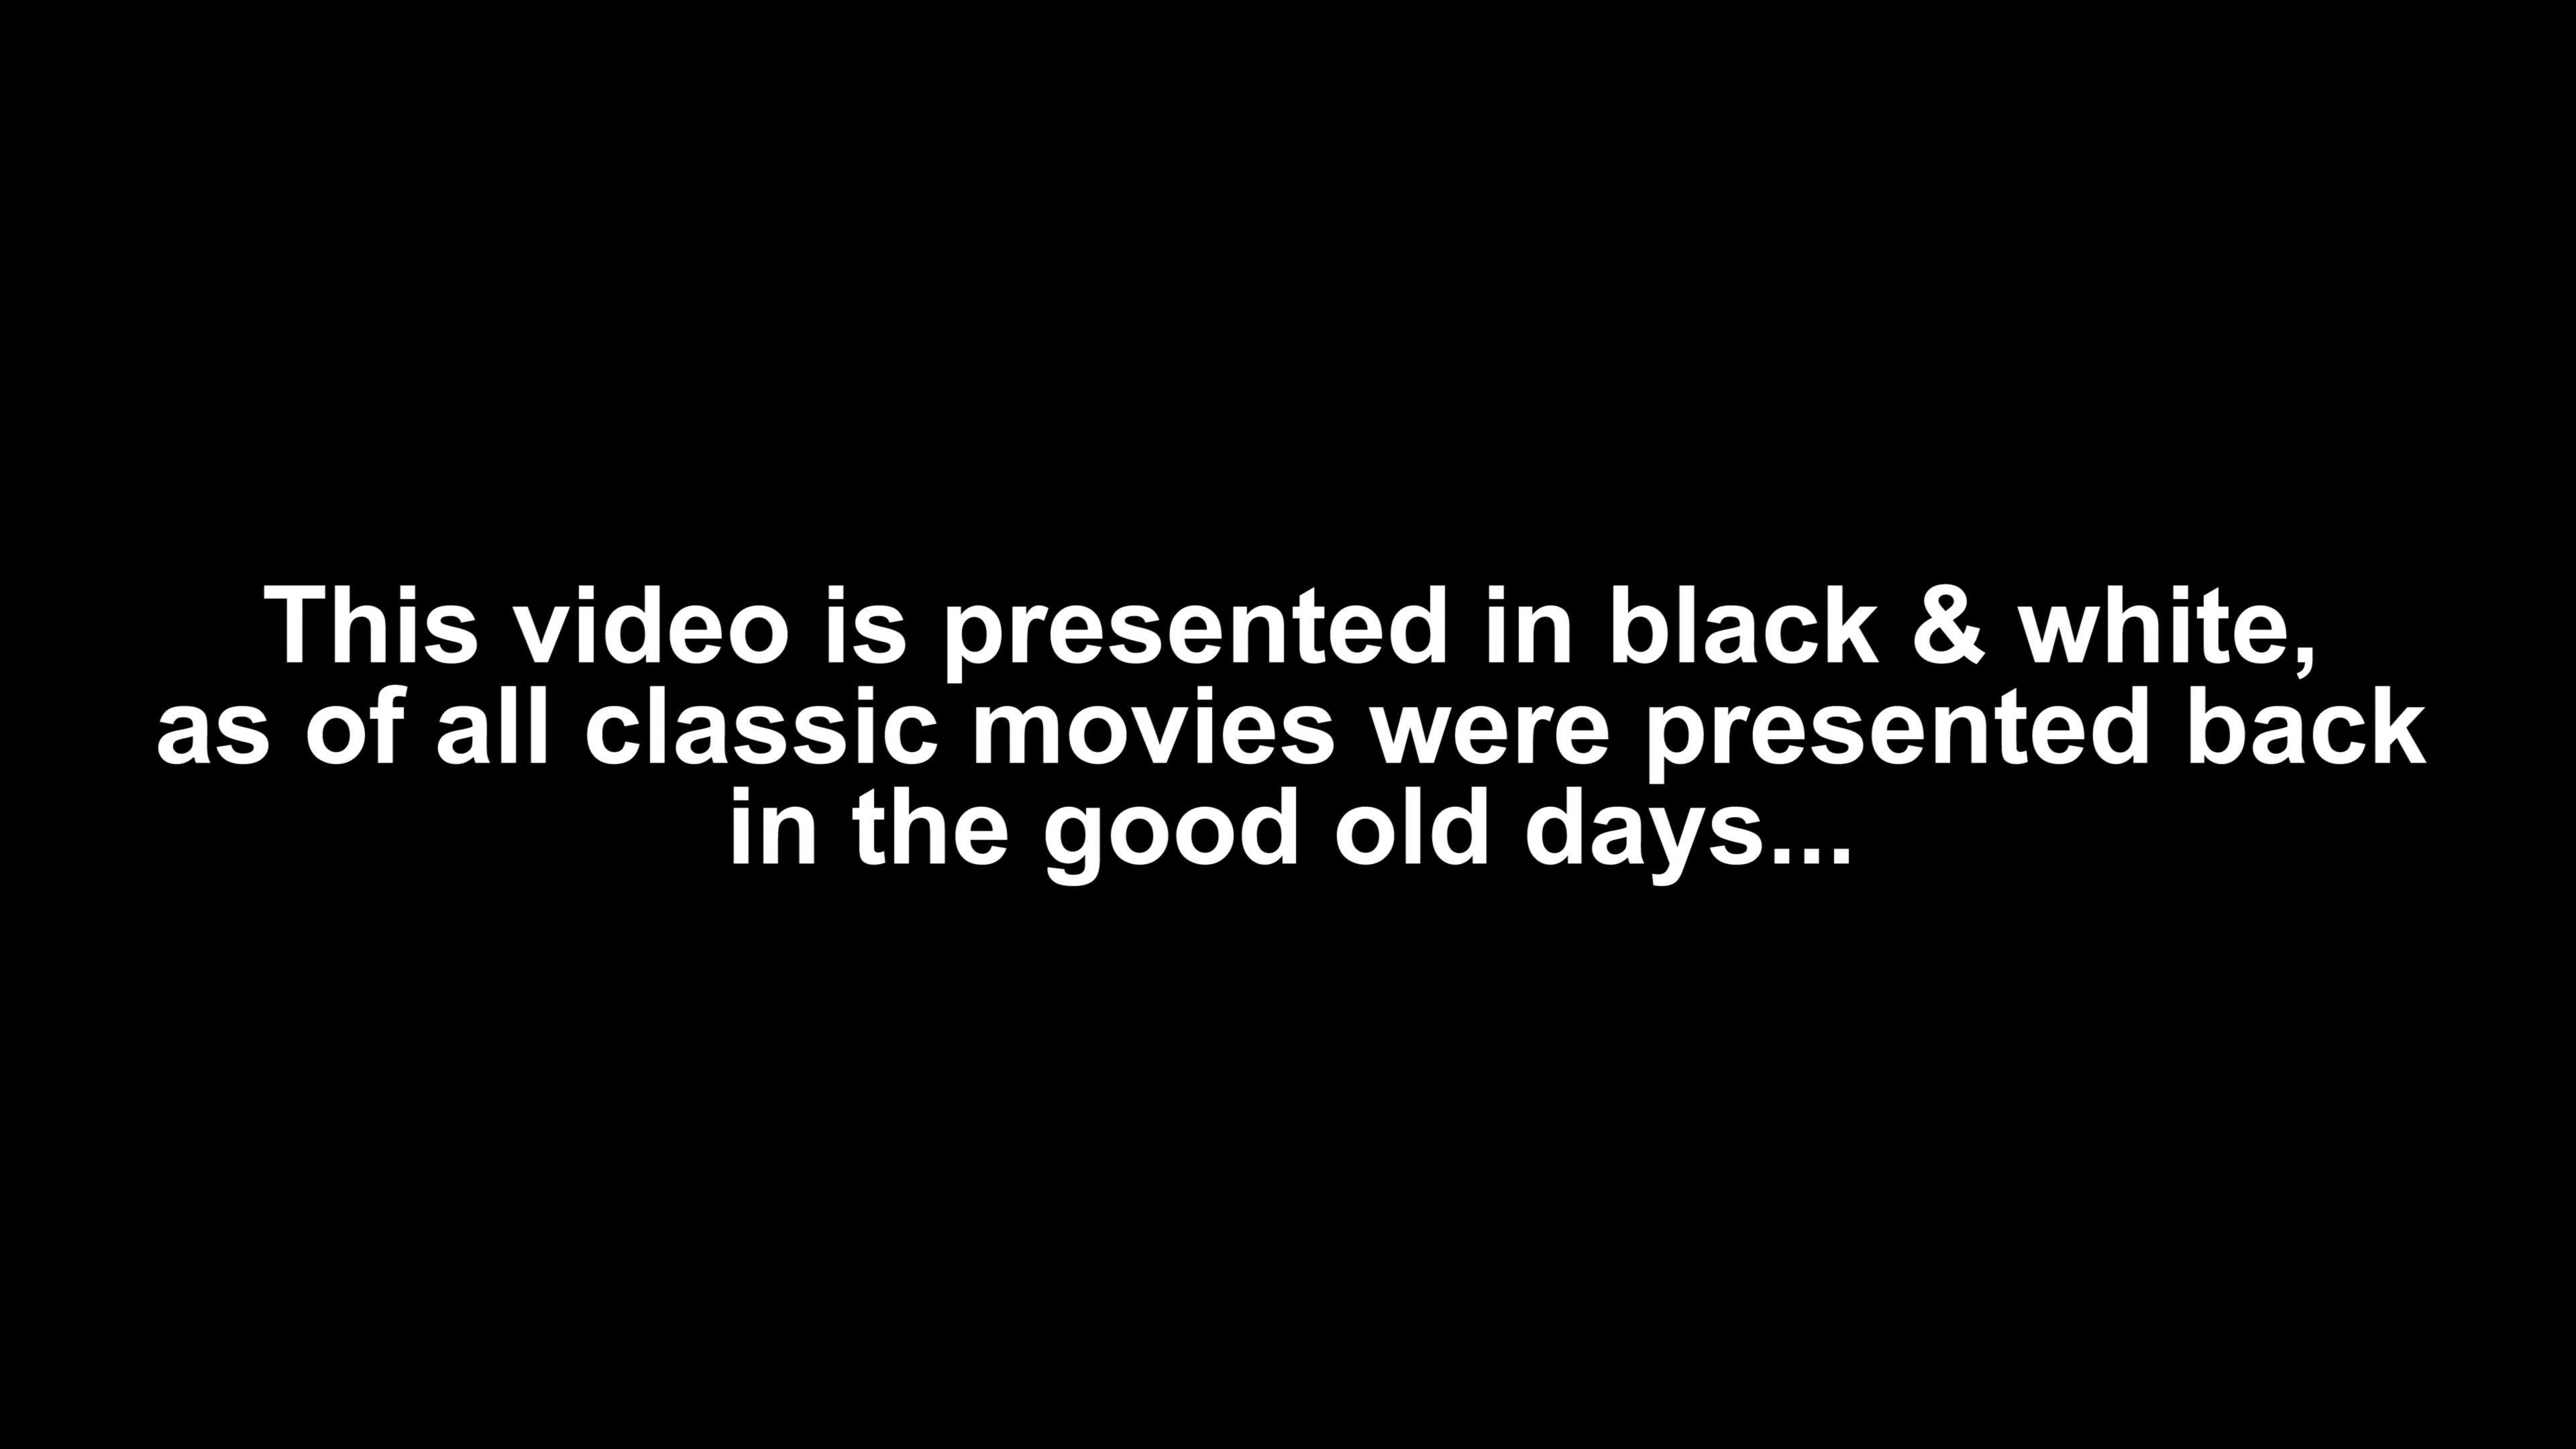 This video is presented in black & white,
as of all classic movies were presented back
in the good old days...